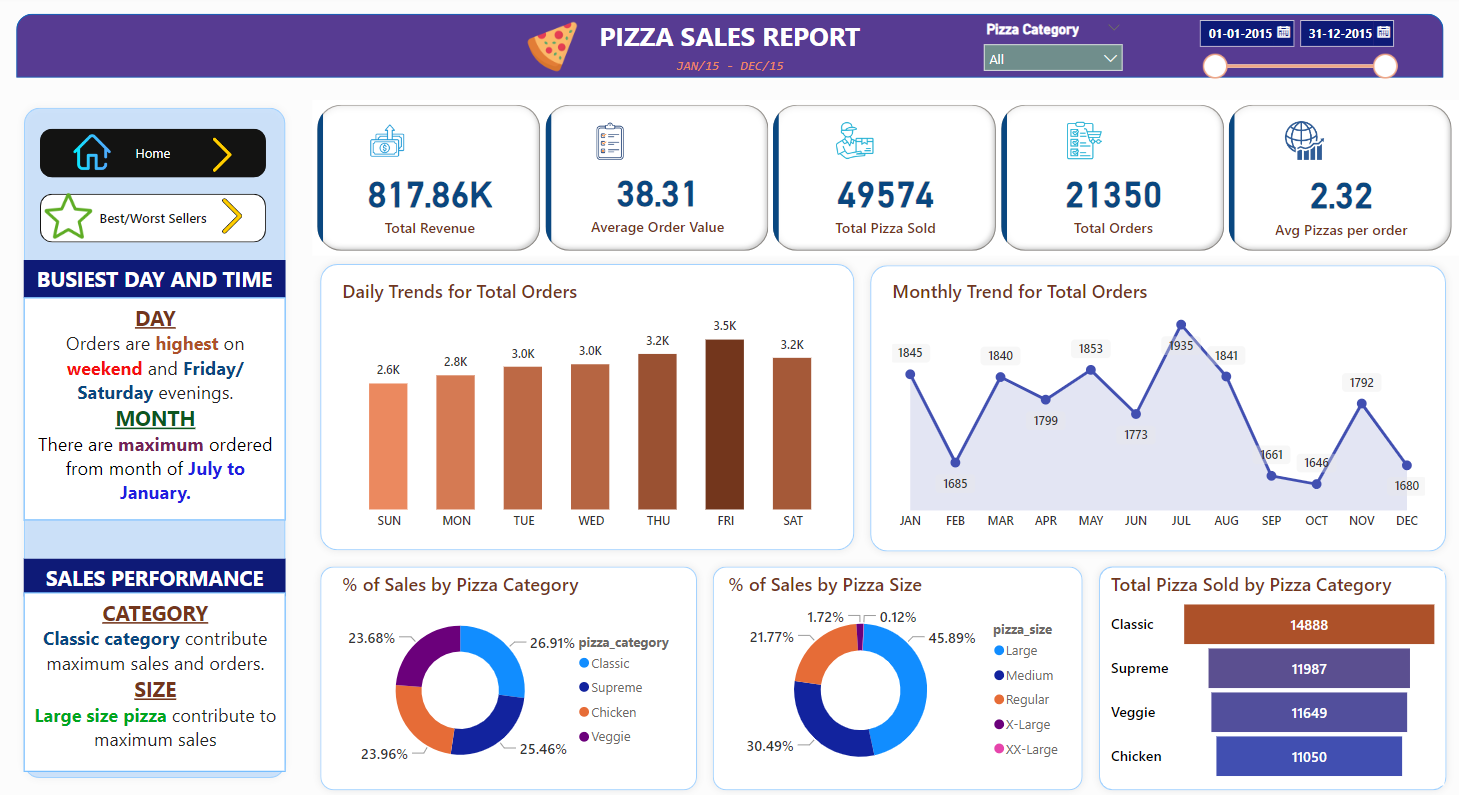 PIZZA SALES REPORT
JAN/15 - DEC/15
Pizza Category
All
01-01-2015
31-12-2015
Home
Best/Worst Sellers
BUSIEST DAY AND TIME
DAY
Orders are highest on
weekend and Friday/
Saturday evenings.
MONTH
There are maximum ordered
from month of July to
January.
SALES PERFORMANCE
CATEGORY
Classic category contribute
maximum sales and orders.
SIZE
Large size pizza contribute to
maximum sales
817.86K
Total Revenue
38.31
Average Order Value
49574
Total Pizza Sold
21350
Total Orders
2.32
Avg Pizzas per order
Daily Trends for Total Orders
2.6K
2.8K
3.0K
3.0K
3.2K
3.5K
3.2K
SUN
MON
TUE
WED
THU
FRI
SAT
Monthly Trend for Total Orders
1845
1685
1840
1799
1853
1773
1935
1841
1661
1646
1792
1680
JAN
FEB
MAR
APR
MAY
JUN
JUL
AUG
SEP
OCT
NOV
DEC
% of Sales by Pizza Category
26.91%
25.46%
23.96%
23.68%
pizza_category
Classic
Supreme
Chicken
Veggie
% of Sales by Pizza Size
45.89%
30.49%
21.77%
1.72%
0.12%
pizza_size
Large
Medium
Regular
X-Large
XX-Large
Total Pizza Sold by Pizza Category
Classic 14888
Supreme 11987
Veggie 11649
Chicken 11050